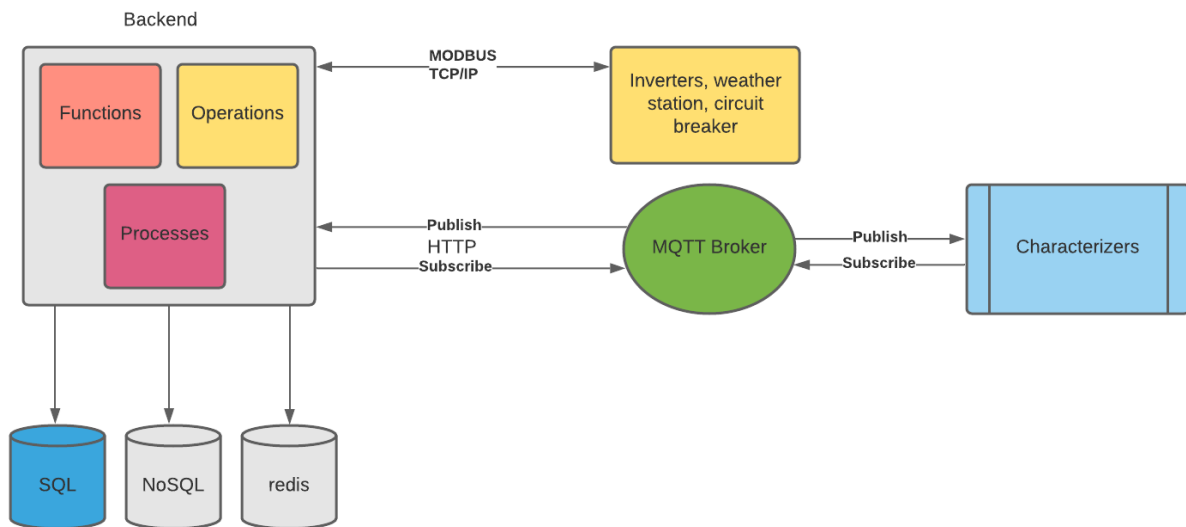 Backend
Functions
Operations
Processes
MODBUS
TCP/IP
Inverters, weather
station, circuit
breaker
Publish
HTTP
Subscribe
MQTT Broker
Publish
Subscribe
Characterizers
SQL
NoSQL
redis